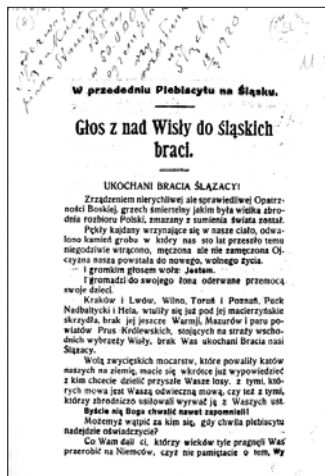 W przededniu Plebiscytu na Śląsku.
Głos z nad Wisły do śląskich
braci.
UKOCHANI BRACIA ŚLĄZACY!
Zrządzeniem nierychliwej ale sprawiedliwej Opatrz-
ności Boskiej, grzech śmiertelny jakim była wielka zbro-
dnia rozbioru Polski, zmazany z sumienia świata został.
Pękły kajdany wrzynające się w nasze ciało, odwa-
lono kamień grobu w który nas sto lat przeszło temu
niegodziwie wtrącono, męczona ale nie zamęczona Oj-
czyzna nasza powstała do nowego, wolnego życia.
I gromkim głosem woła: Jestem.
I gromadzi do swojego łona oderwane przemocą
swoje dzieci.
Kraków i Lwów, Wilno, Toruń i Poznań, Puck
Nadbałtycki i Hela, wtuliły się już pod jej macierzyńskie
skrzydła, brak jej jeszcze Warmji, Mazurów i paru po-
wiatów Prus Królewskich, stojących na straży wscho-
dnich wybrzeży Wisły, brak Was ukochani Bracia nasi
Ślązacy.
Wolą zwycięskich mocarstw, które powaliły katów
naszych na ziemię, macie się wkrótce już wypowiedzieć
z kim chcecie dzielić przyszłe Wasze losy, z tymi, któ-
rych mowa jest Waszą odwieczną mową, czy też z tymi,
którzy zbrodniczo usiłowali wyrwać ją z Waszych ust.
Byście nią Boga chwalić nawet zapomnieli!
Możemyż wątpić za kim się, gdy chwila plebiscytu
nadejdzie oświadczycie?
Co Wam dali ci, którzy wieków tyle pragnęli Was
przerobić na Niemców, czyż nie pamiętacie o tem, Wy